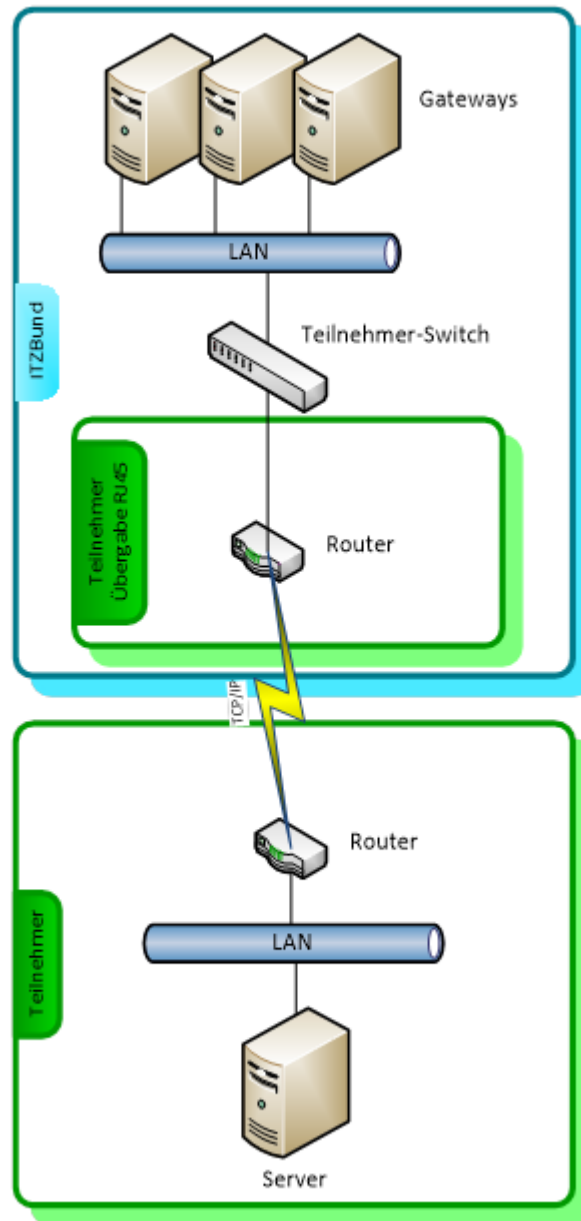 Gateways
LAN
Teilnehmer-Switch
ITZBund
Teilnehmer
Übergabe RJ45
Router
TCP/IP
Router
LAN
Teilnehmer
Server